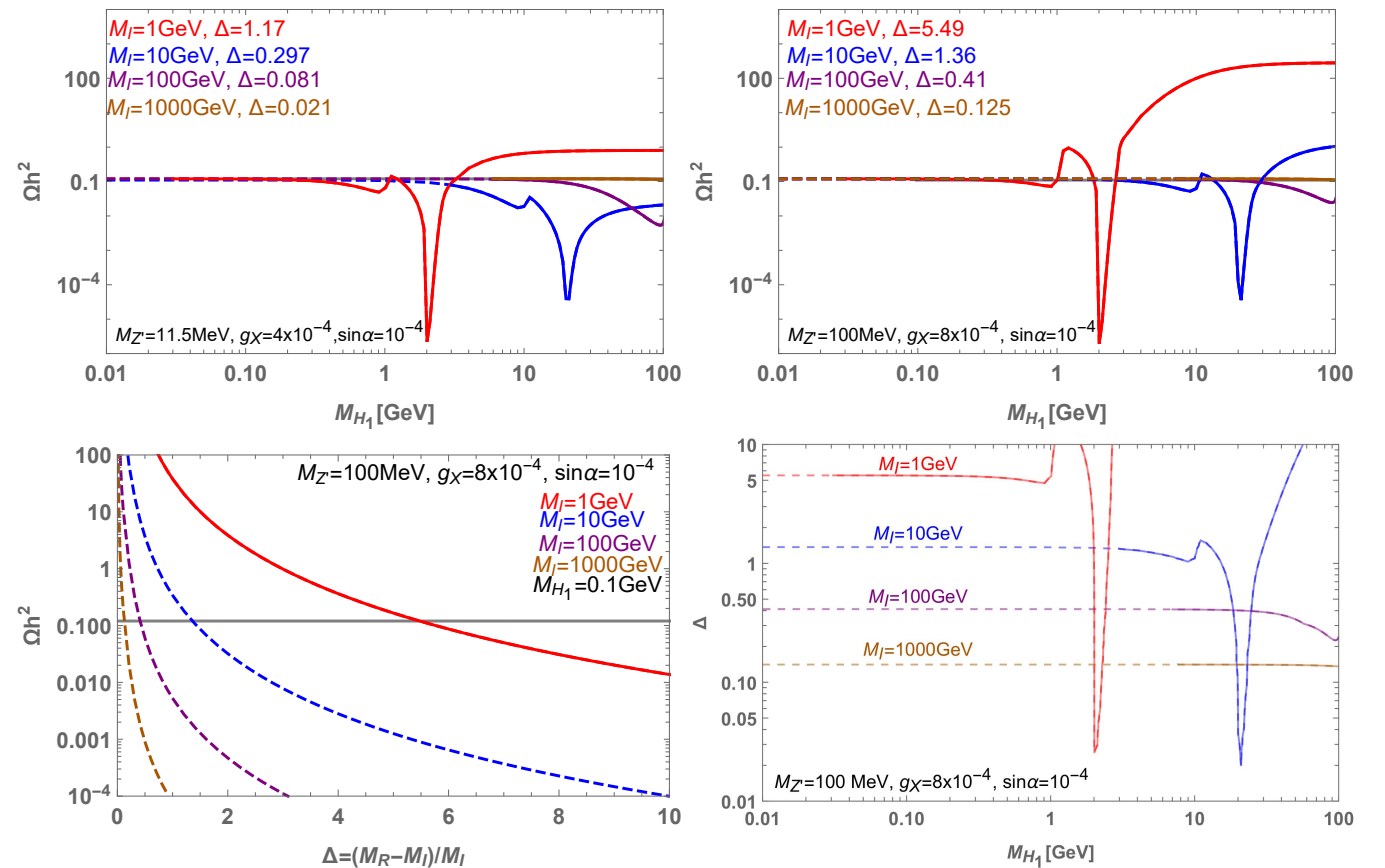 M_I=1GeV, Δ=1.17
M_I=10GeV, Δ=0.297
M_I=100GeV, Δ=0.081
M_I=1000GeV, Δ=0.021
100
0.1
10⁻⁴
Ωh²
M_Z'=11.5MeV, g_X=4x10⁻⁴,sinα=10⁻⁴
0.01 0.10 1 10 100
M_H₁[GeV]
M_I=1GeV, Δ=5.49
M_I=10GeV, Δ=1.36
M_I=100GeV, Δ=0.41
M_I=1000GeV, Δ=0.125
100
0.1
10⁻⁴
Ωh²
M_Z'=100MeV, g_X=8x10⁻⁴, sinα=10⁻⁴
0.01 0.10 1 10 100
M_H₁[GeV]
M_Z'=100MeV, g_X=8x10⁻⁴, sinα=10⁻⁴
M_I=1GeV
M_I=10GeV
M_I=100GeV
M_I=1000GeV
M_H₁=0.1GeV
100
10
1
0.100
0.010
0.001
10⁻⁴
Ωh²
0 2 4 6 8 10
Δ=(M_R−M_I)/M_I
10
5
1
0.50
0.10
0.05
0.01
Δ
M_I=1GeV
M_I=10GeV
M_I=100GeV
M_I=1000GeV
M_Z'=100 MeV, g_X=8x10⁻⁴, sinα=10⁻⁴
0.01 0.10 1 10 100
M_H₁[GeV]